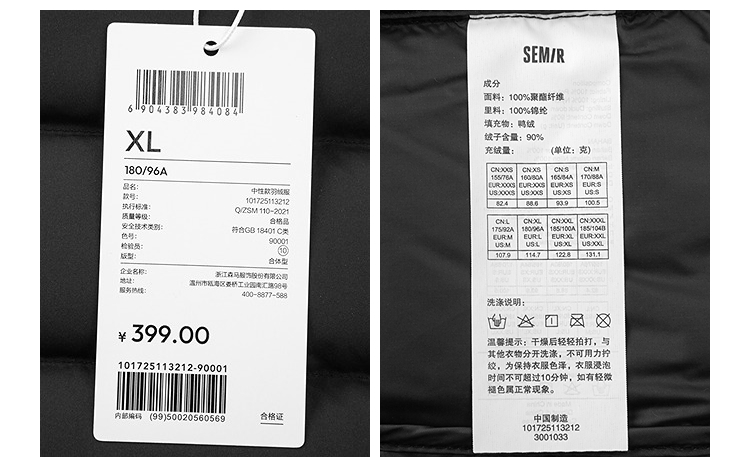 6 904383 984084
XL
180/96A
品名: 中性款羽绒服
款号: 101725113212
执行标准: Q/ZSM 110-2021
质量等级: 合格品
安全技术类别: 符合GB 18401 C类
色号: 90001
检验员: ⑩
版型: 合体型
企业名称: 浙江森马服饰股份有限公司
地址: 温州市瓯海区娄桥工业园南汇路98号
服务热线: 400-8877-588
¥ 399.00
101725113212-90001
内部编码 (99)50020560569 合格证
SEMIR
成分
面料: 100%聚酯纤维
里料: 100%锦纶
填充物: 鸭绒
绒子含量: 90%
充绒量: (单位: 克)
CN:XXS CN:XS CN:S CN:M
155/76A 160/80A 165/84A 170/88A
EUR:XXXS EUR:XXS EUR:XS EUR:S
US:XXXS US:XXS US:XS US:S
82.4 88.6 93.9 100.5
CN:L CN:XL CN:XXL CN:XXXL
175/92A 180/96A 185/100A 185/104B
EUR:M EUR:L EUR:XL EUR:XXL
US:M US:L US:XL US:XXL
107.9 114.7 122.8 131.1
洗涤说明:
温馨提示: 干燥后轻轻拍打, 与
其他衣物分开洗涤, 不可用力拧
绞, 为保持衣服色泽, 衣服浸泡
时间不可超过10分钟, 如有轻微
褪色属正常现象。
中国制造
101725113212
3001033